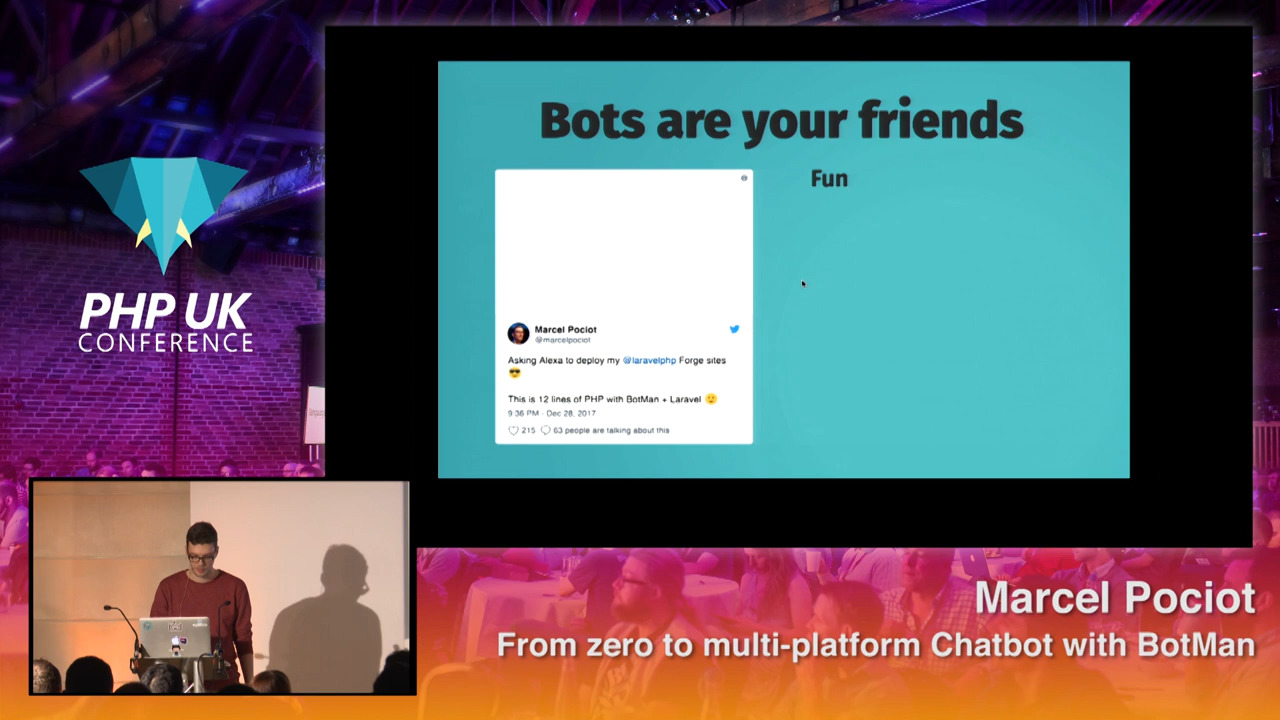 Bots are your friends
Fun
Marcel Pociot
@marcelpociot
Asking Alexa to deploy my @laravelphp Forge sites
😎
This is 12 lines of PHP with BotMan + Laravel 🙂
9:36 PM - Dec 28, 2017
215 63 people are talking about this
PHP UK
CONFERENCE
Marcel Pociot
From zero to multi-platform Chatbot with BotMan